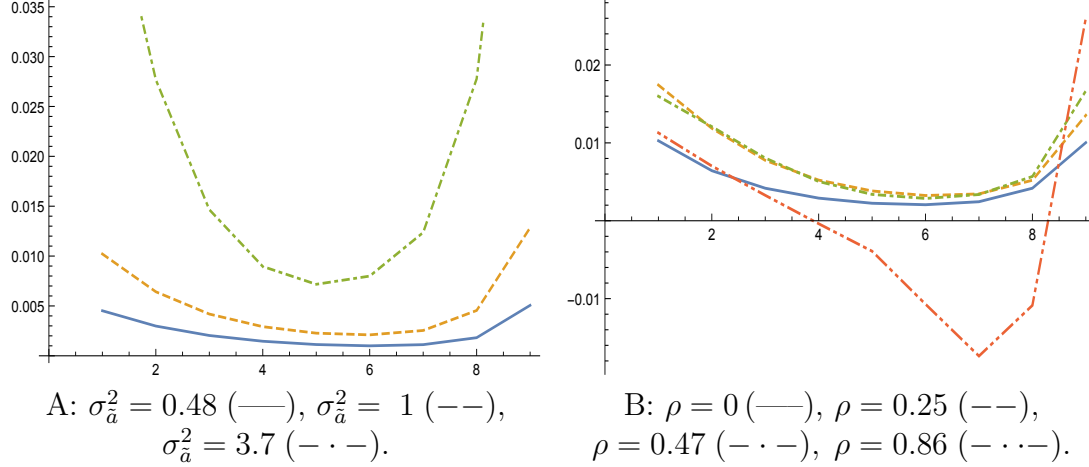 0.035
0.030
0.025
0.020
0.015
0.010
0.005
2 4 6 8
A: σ²_ã = 0.48 (——), σ²_ã = 1 (−−),
σ²_ã = 3.7 (− · −).
0.02
0.01
−0.01
2 4 6 8
B: ρ = 0 (——), ρ = 0.25 (−−),
ρ = 0.47 (− · −), ρ = 0.86 (− · ·−).